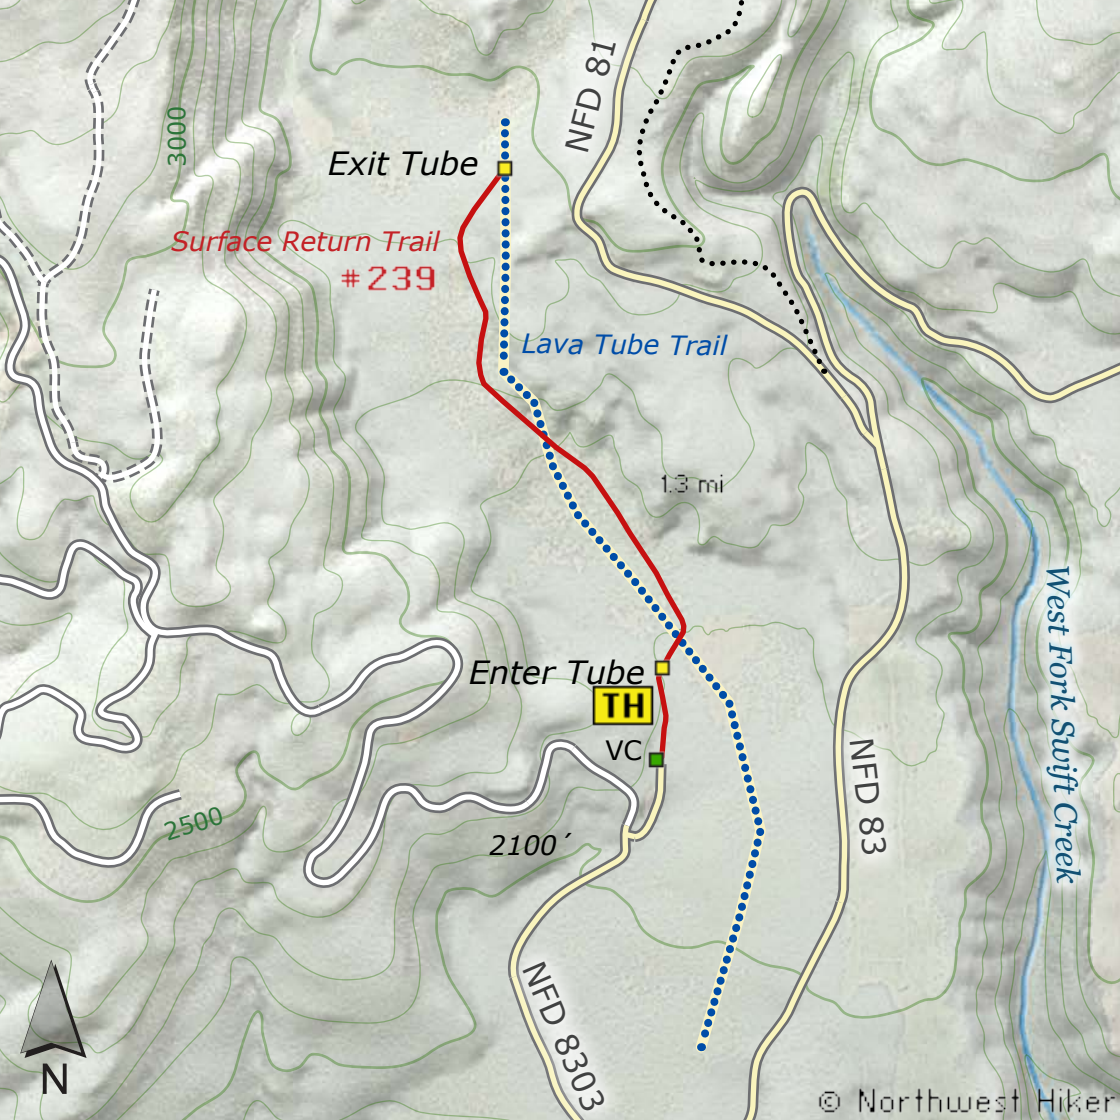 NFD 81
3000
Exit Tube
Surface Return Trail
#239
Lava Tube Trail
1.3 mi
West Fork Swift Creek
Enter Tube
TH
VC
NFD 83
2500
2100´
NFD 8303
N
© Northwest Hiker